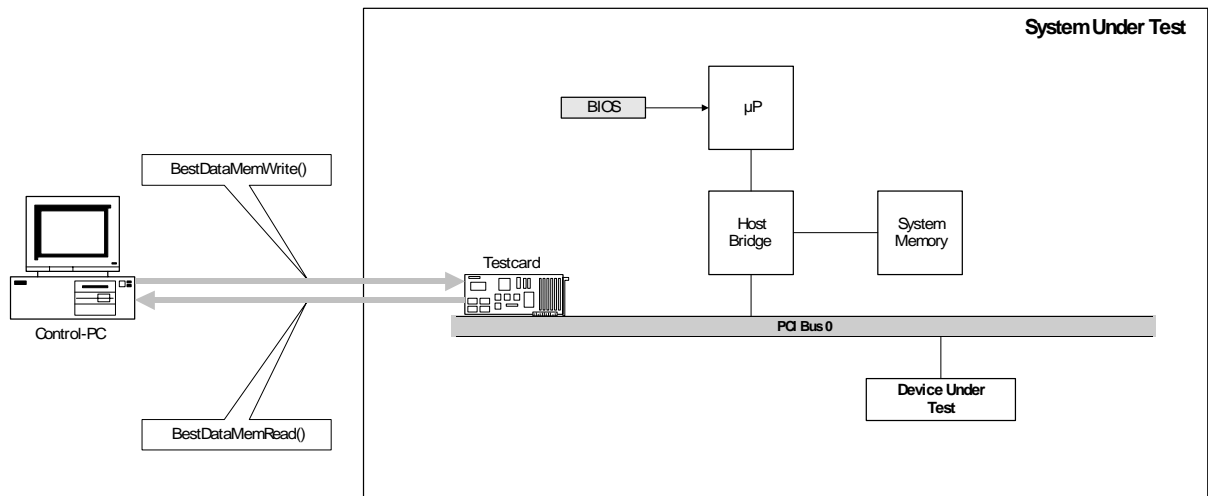 System Under Test
BIOS
µP
BestDataMemWrite()
Host
Bridge
System
Memory
Testcard
Control-PC
PCI Bus 0
Device Under
Test
BestDataMemRead()